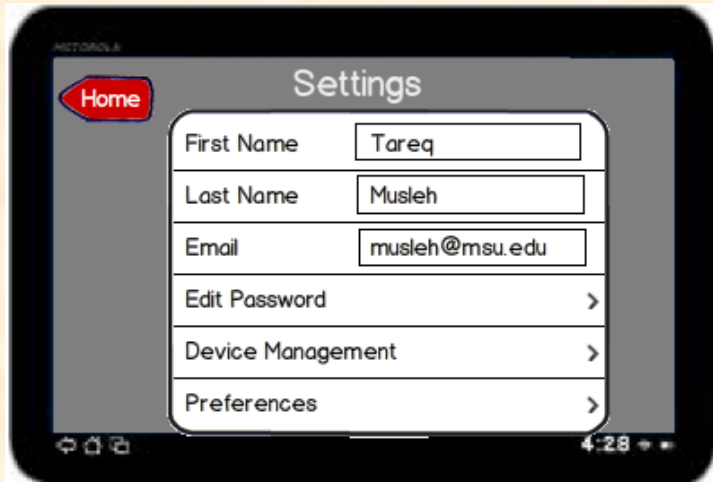 MOTOROLA
Settings
Home
First Name Tareq
Last Name Musleh
Email musleh@msu.edu
Edit Password >
Device Management >
Preferences >
4:28